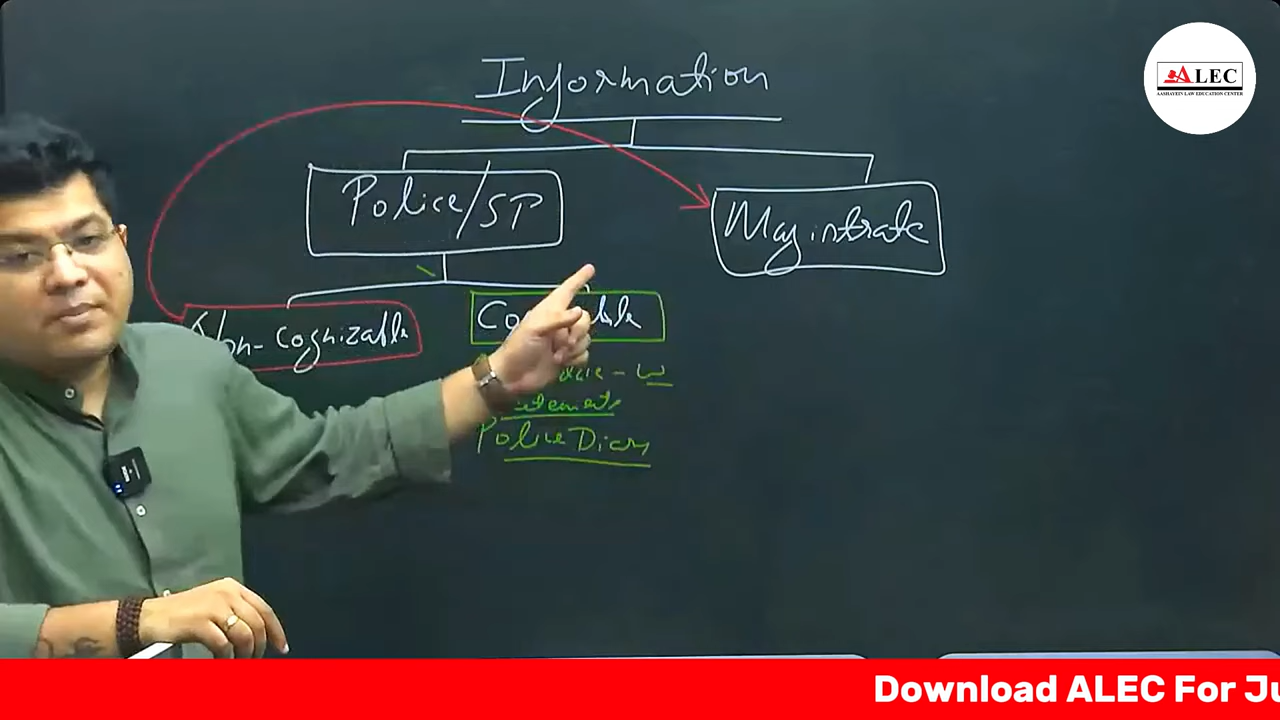 Information
ALEC
AASHAYEIN LAW EDUCATION CENTER
Police/SP
Magistrate
Non-Cognizable
Police Diary
Download ALEC For Ju